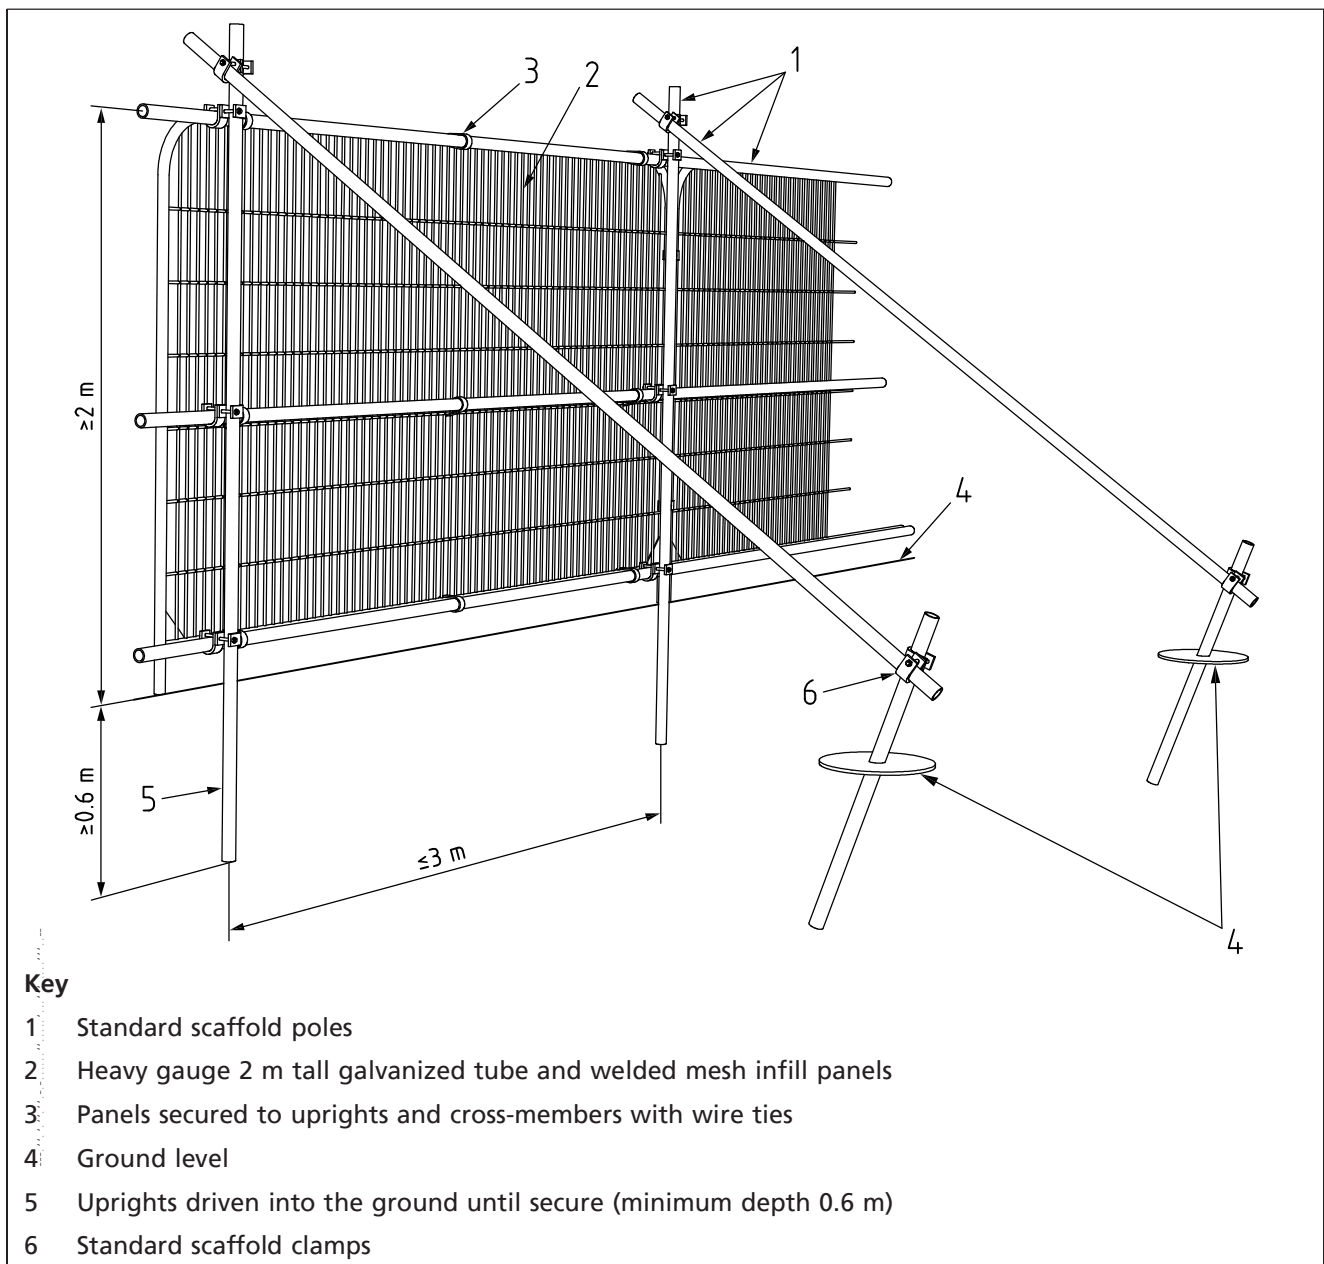 1
3
2
≥2 m
4
6
≥0.6 m
5
≤3 m
4
Key
1 Standard scaffold poles
2 Heavy gauge 2 m tall galvanized tube and welded mesh infill panels
3 Panels secured to uprights and cross-members with wire ties
4 Ground level
5 Uprights driven into the ground until secure (minimum depth 0.6 m)
6 Standard scaffold clamps